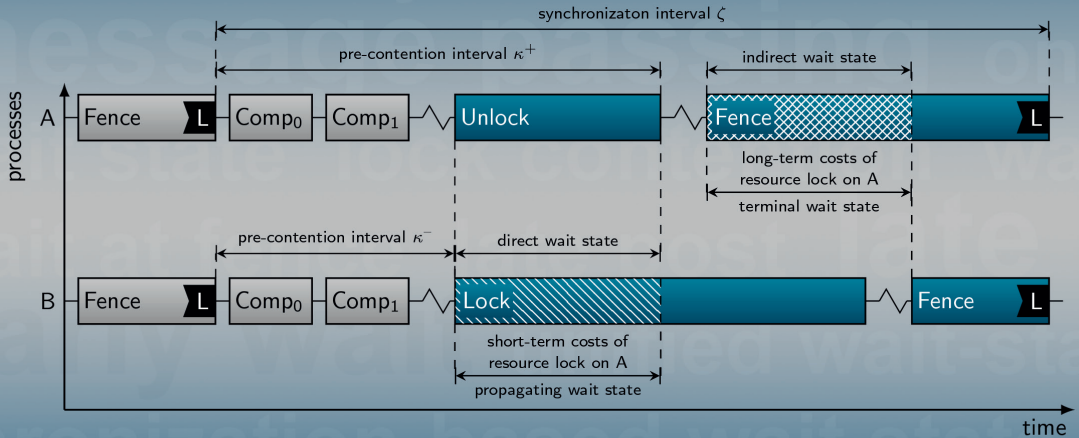 synchronizaton interval ζ
pre-contention interval κ⁺
indirect wait state
processes
A
Fence
L
Comp₀
Comp₁
Unlock
Fence
L
long-term costs of
resource lock on A
terminal wait state
pre-contention interval κ⁻
direct wait state
B
Fence
L
Comp₀
Comp₁
Lock
Fence
L
short-term costs of
resource lock on A
propagating wait state
time